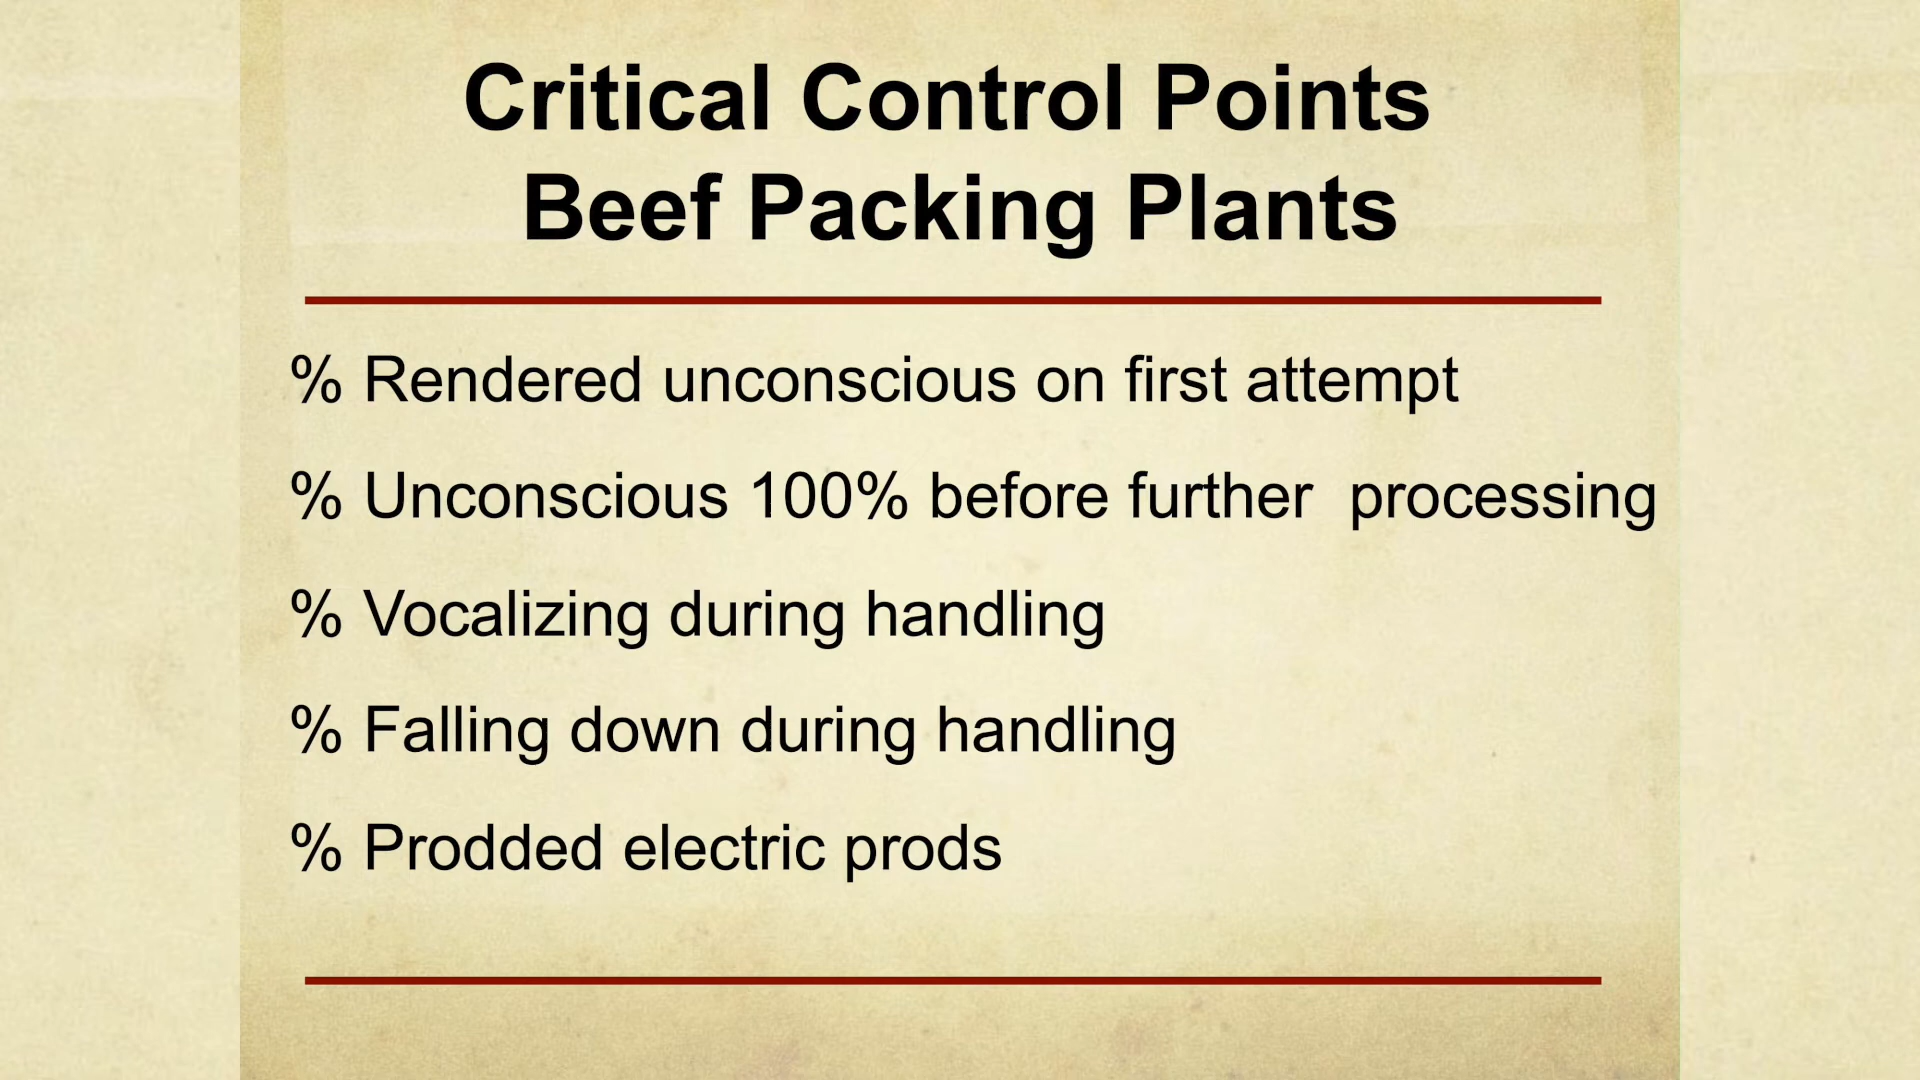 Critical Control Points
Beef Packing Plants
% Rendered unconscious on first attempt
% Unconscious 100% before further  processing
% Vocalizing during handling
% Falling down during handling
% Prodded electric prods